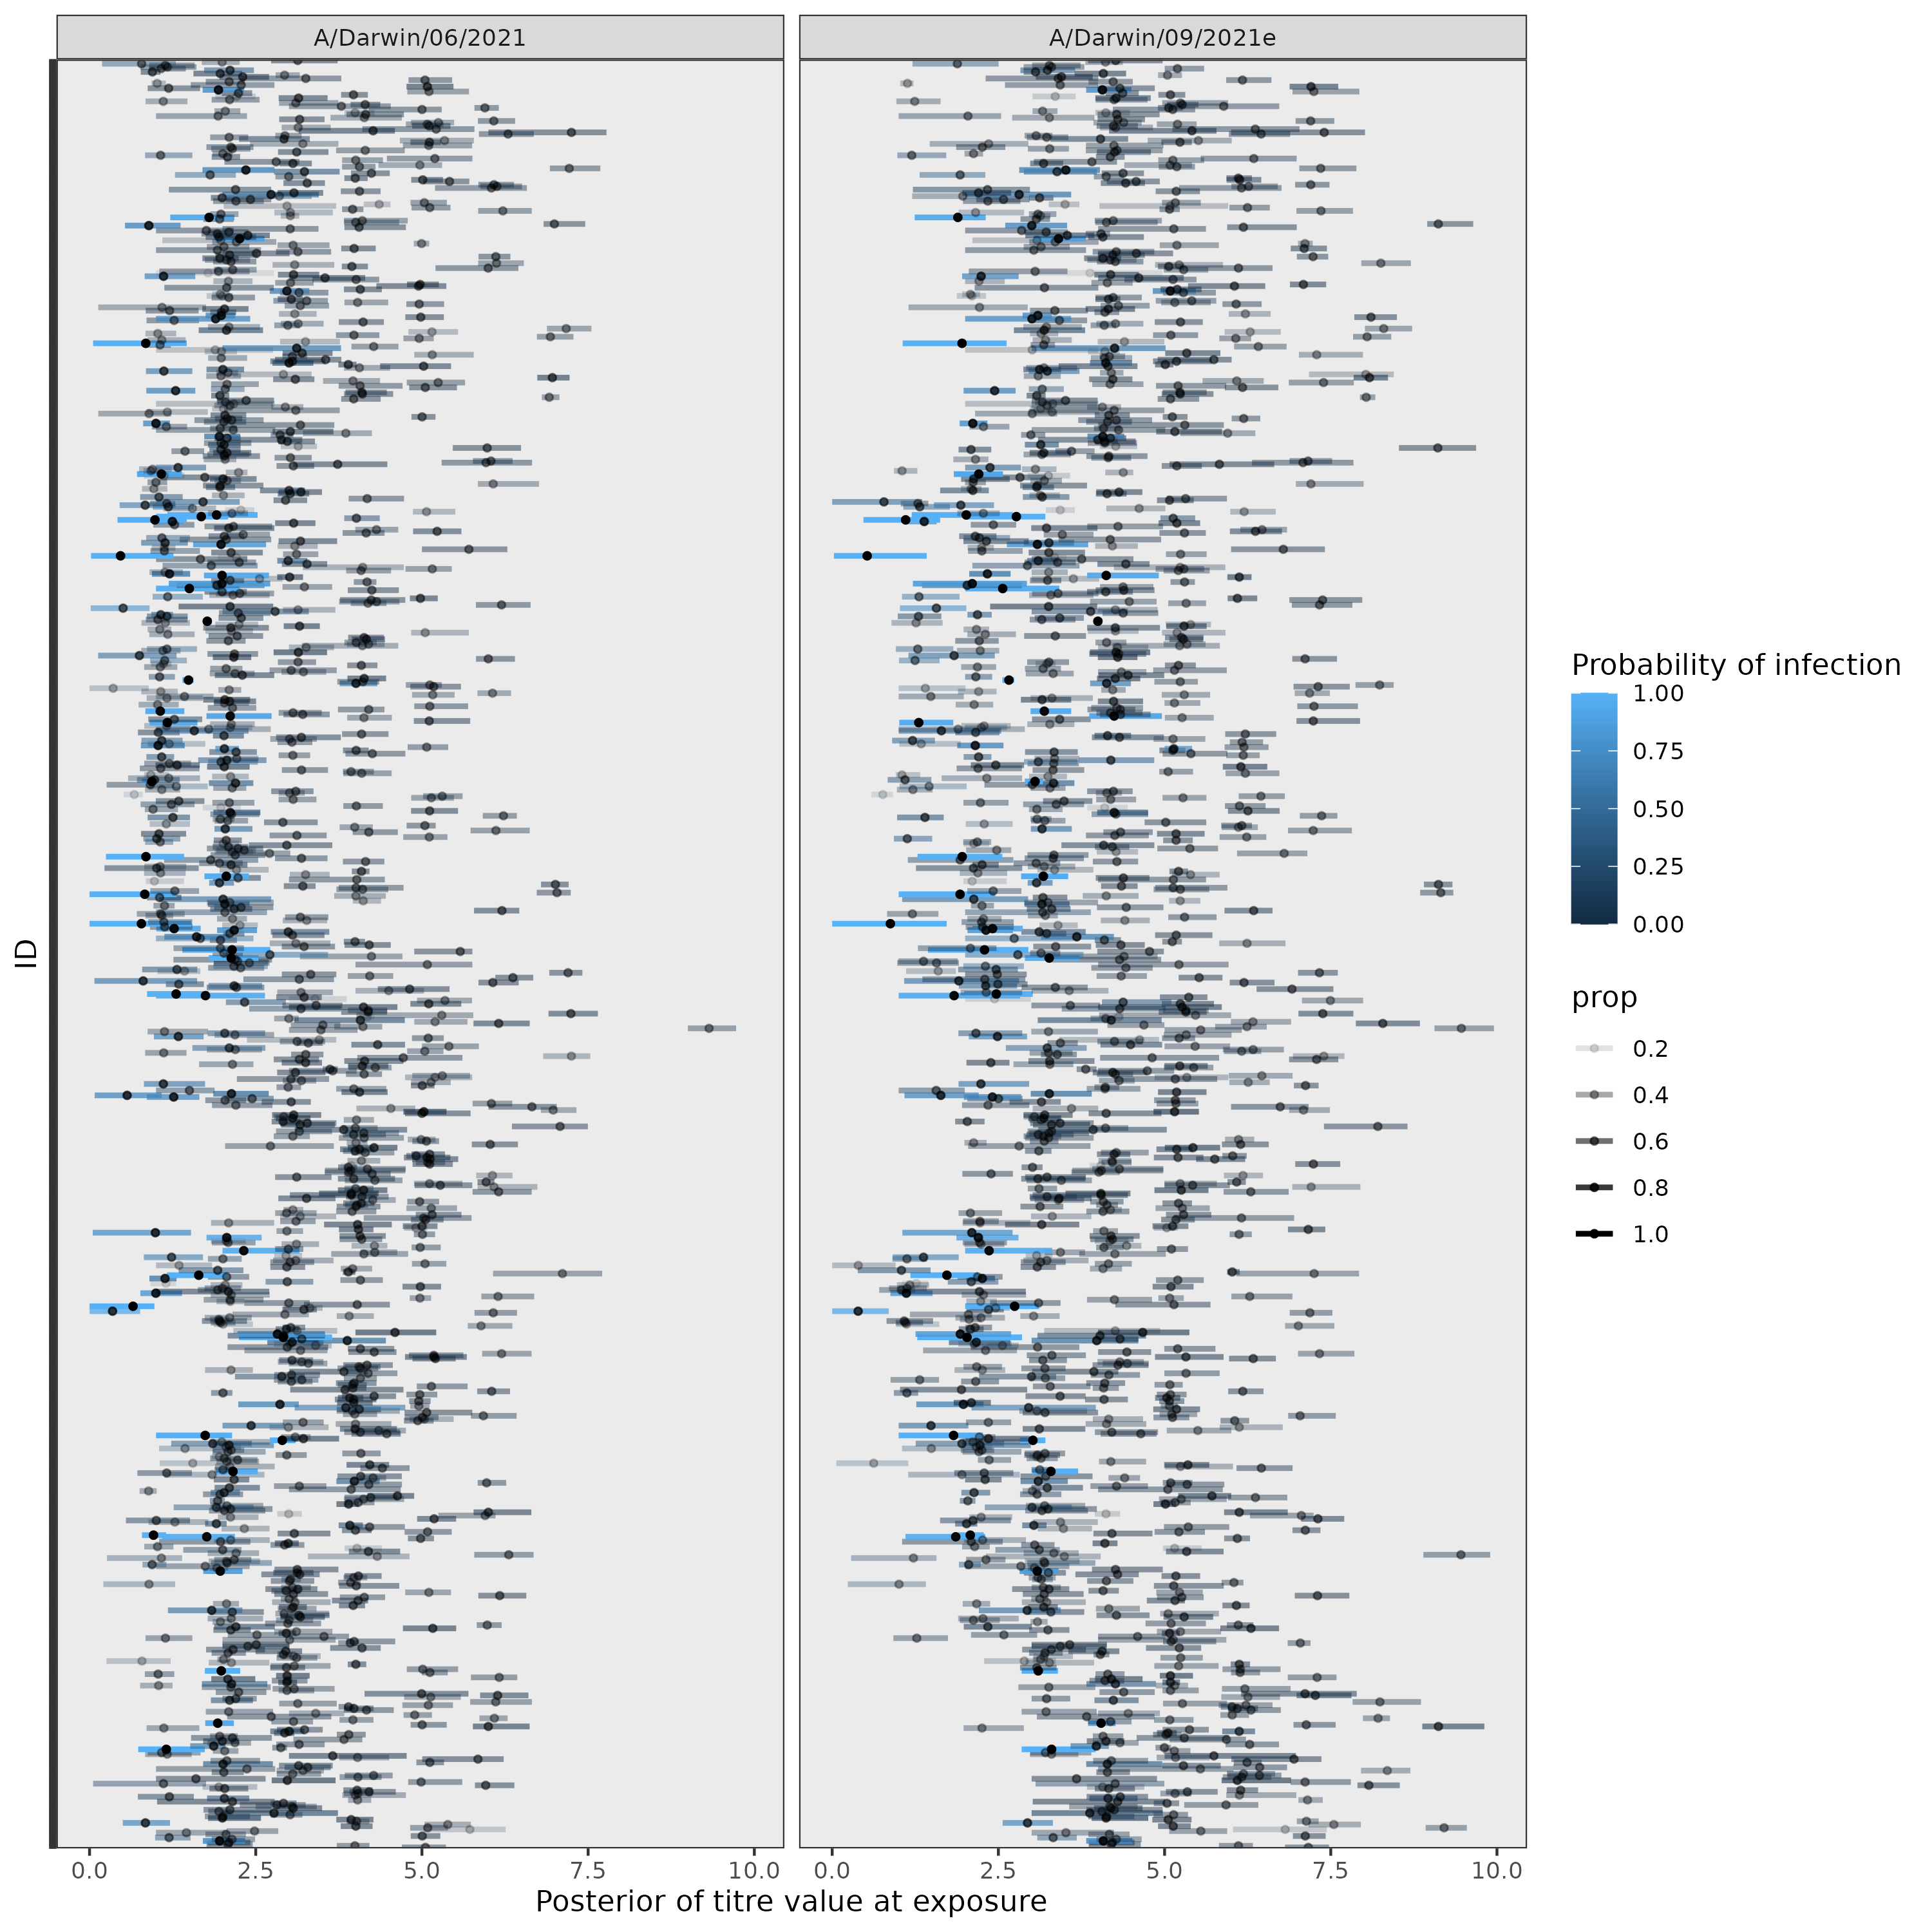 A/Darwin/06/2021
A/Darwin/09/2021e
ID
0.0 2.5 5.0 7.5 10.0
0.0 2.5 5.0 7.5 10.0
Posterior of titre value at exposure
Probability of infection
1.00
0.75
0.50
0.25
0.00
prop
0.2
0.4
0.6
0.8
1.0